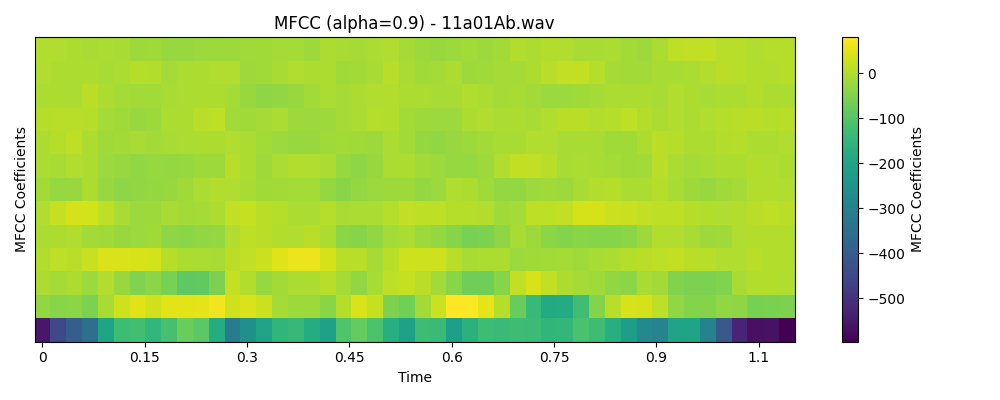 MFCC (alpha=0.9) - 11a01Ab.wav
MFCC Coefficients
0 0.15 0.3 0.45 0.6 0.75 0.9 1.1
Time
0
−100
−200
−300
−400
−500
MFCC Coefficients